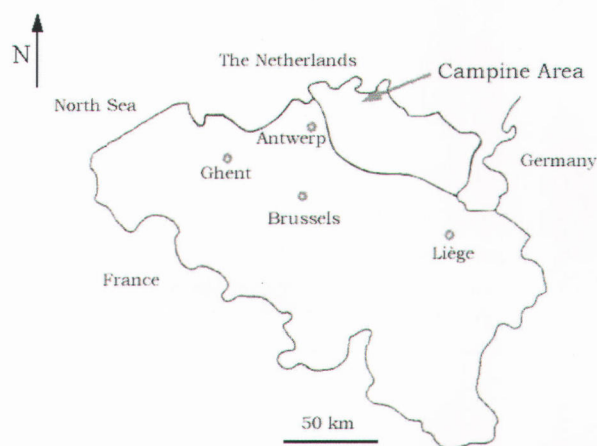 N
The Netherlands
Campine Area
North Sea
Antwerp
Germany
Ghent
Brussels
Liège
France
50 km